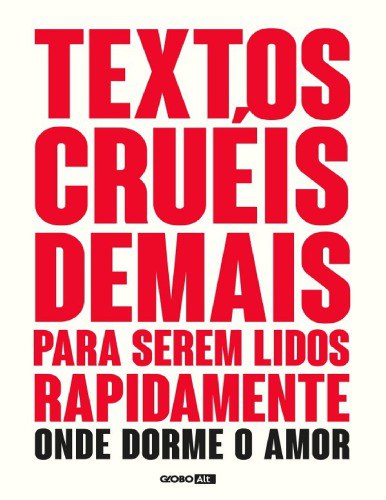 TEXTOS
CRUÉIS
DEMAIS
PARA SEREM LIDOS
RAPIDAMENTE
ONDE DORME O AMOR
GLOBO Alt